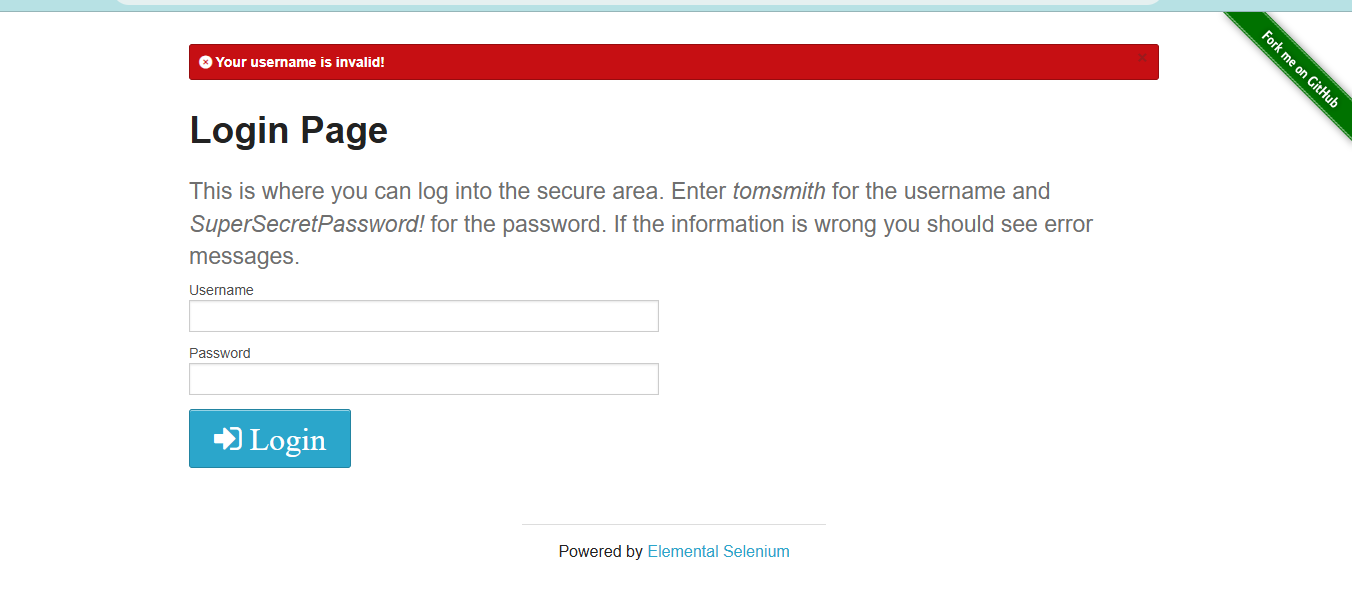 Your username is invalid!
Fork me on GitHub
Login Page
This is where you can log into the secure area. Enter tomsmith for the username and
SuperSecretPassword! for the password. If the information is wrong you should see error
messages.
Username
Password
Login
Powered by Elemental Selenium